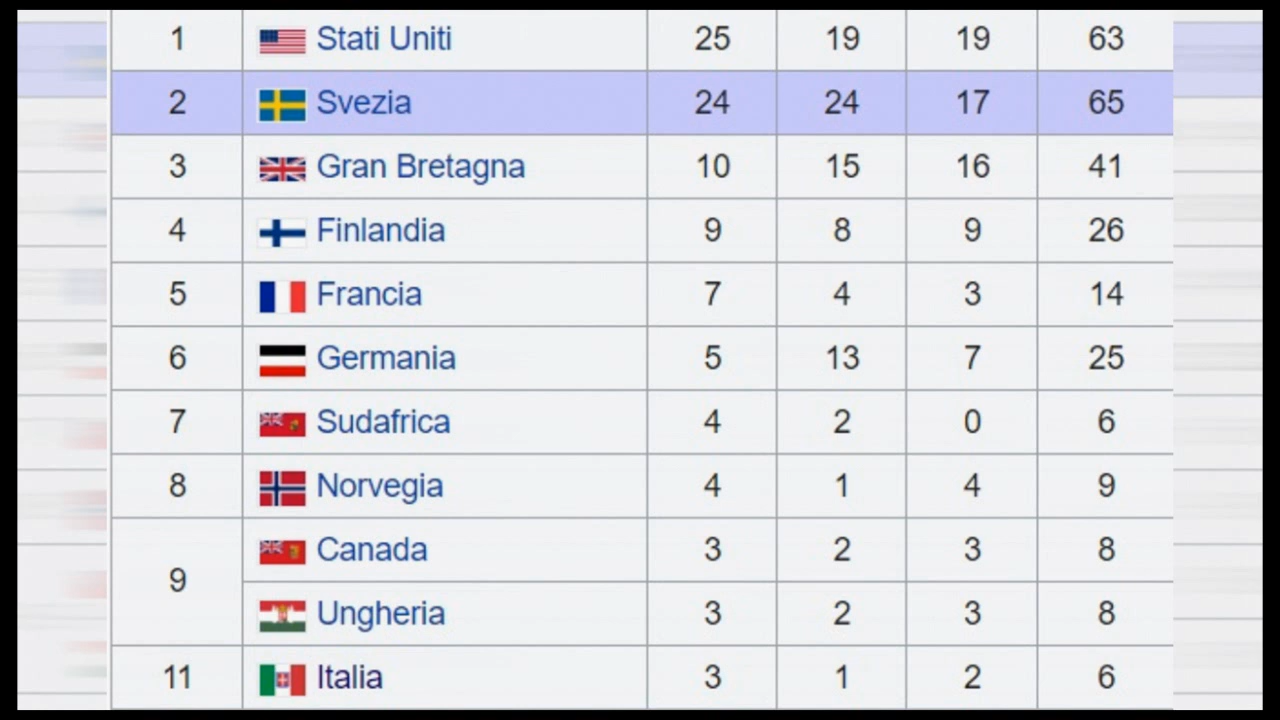 1 Stati Uniti 25 19 19 63
2 Svezia 24 24 17 65
3 Gran Bretagna 10 15 16 41
4 Finlandia 9 8 9 26
5 Francia 7 4 3 14
6 Germania 5 13 7 25
7 Sudafrica 4 2 0 6
8 Norvegia 4 1 4 9
9 Canada 3 2 3 8
Ungheria 3 2 3 8
11 Italia 3 1 2 6